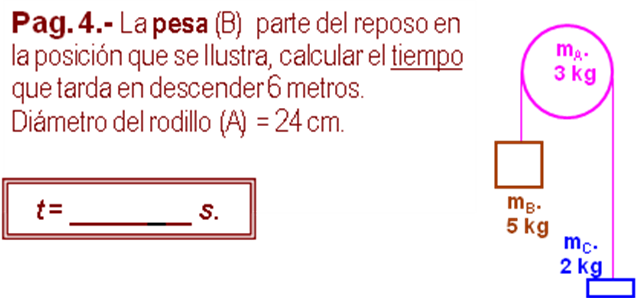 Pag. 4.- La pesa (B) parte del reposo en
la posición que se Ilustra, calcular el tiempo
que tarda en descender 6 metros.
Diámetro del rodillo (A) = 24 cm.
t = _________ s.
mA.
3 kg
mB.
5 kg
mC.
2 kg